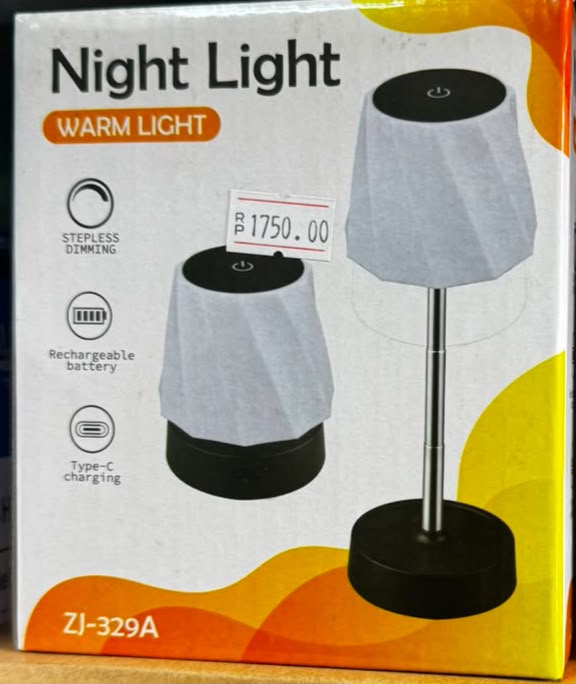 Night Light
WARM LIGHT
STEPLESS
DIMMING
RP 1750.00
Rechargeable
battery
Type-C
charging
ZJ-329A